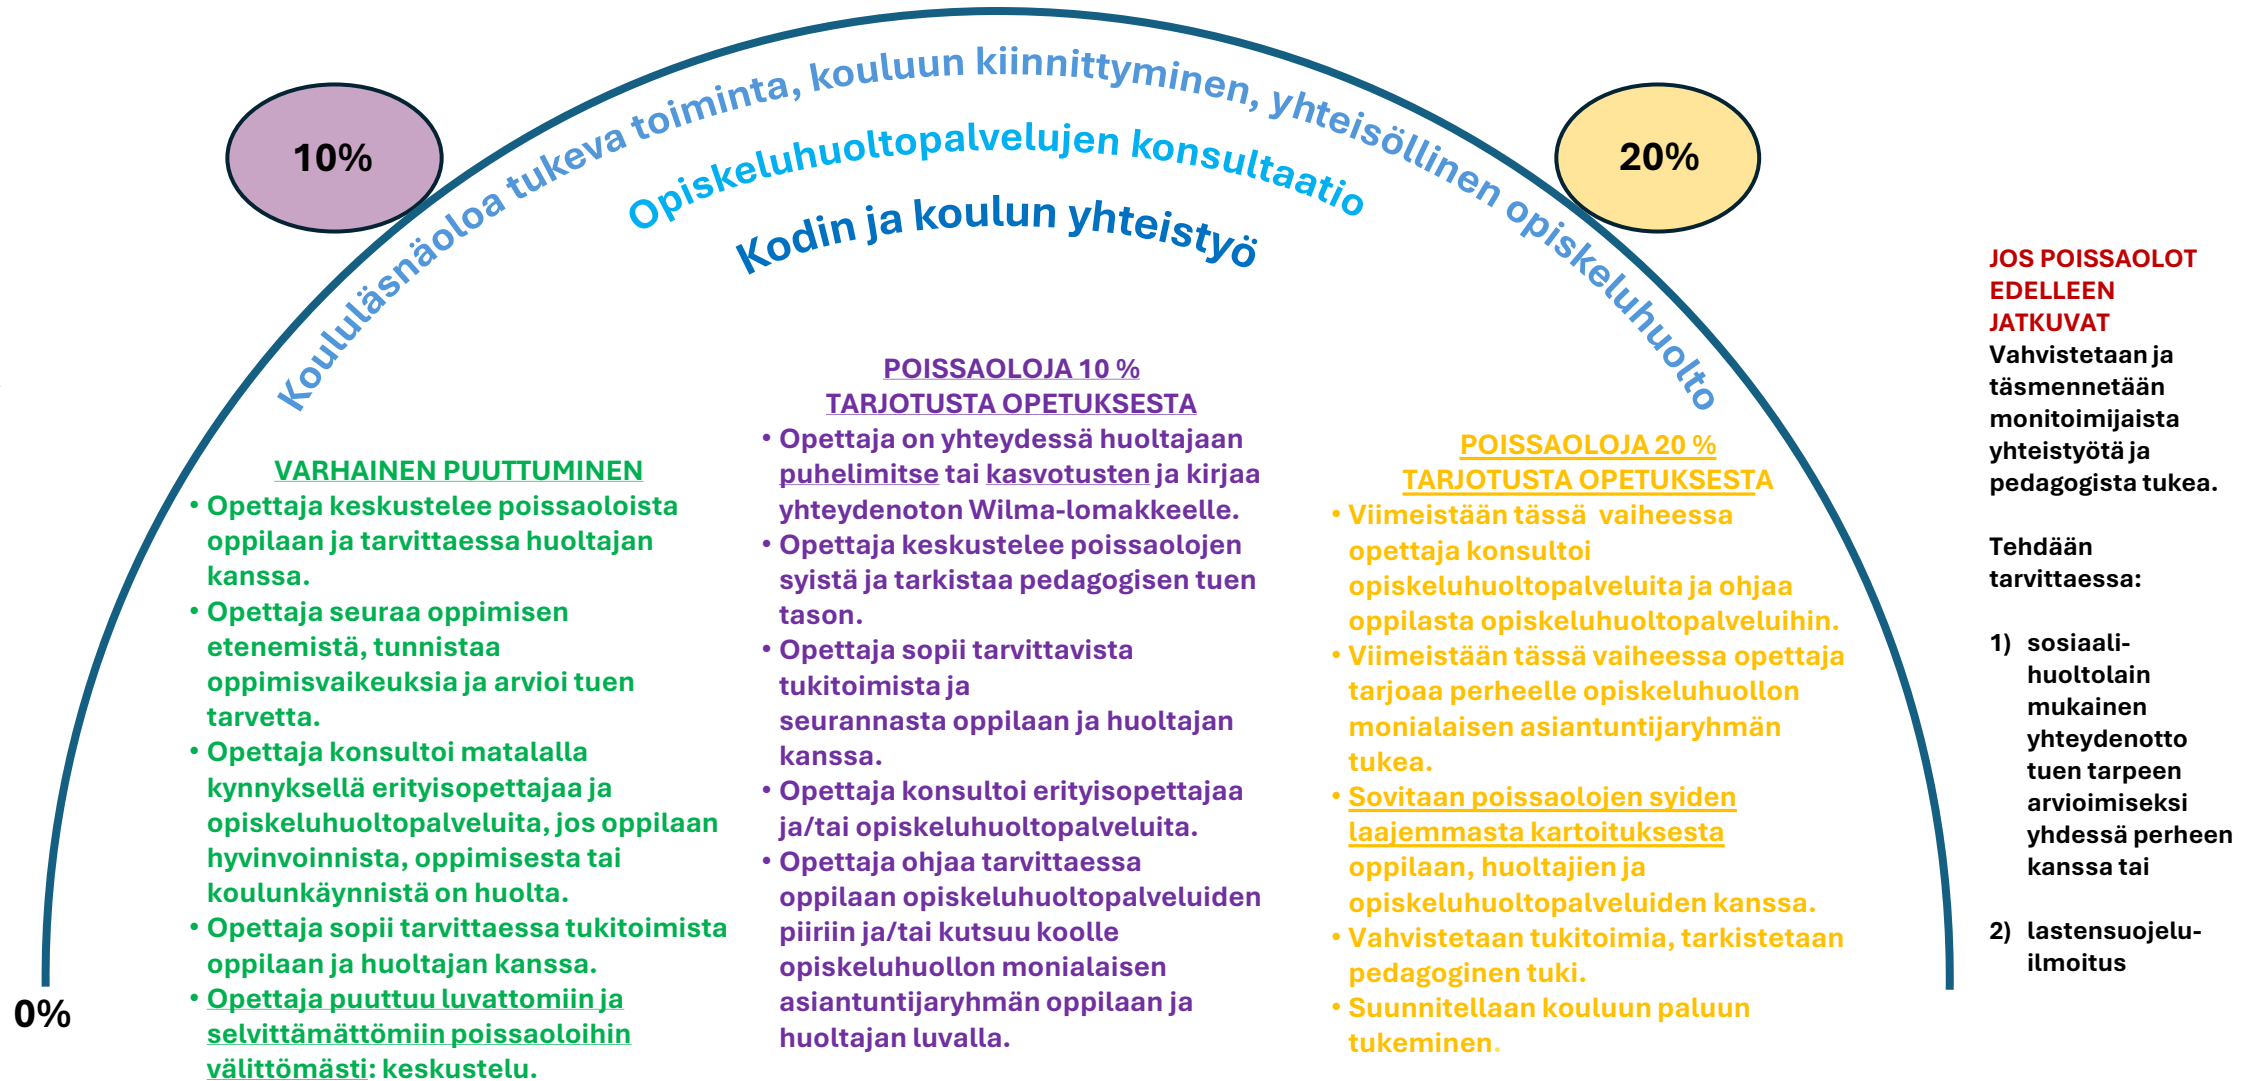 Koululäsnäoloa tukeva toiminta, kouluun kiinnittyminen, yhteisöllinen opiskeluhuolto
Opiskeluhuoltopalvelujen konsultaatio
Kodin ja koulun yhteistyö
10%
20%
0%
VARHAINEN PUUTTUMINEN
• Opettaja keskustelee poissaoloista
oppilaan ja tarvittaessa huoltajan
kanssa.
• Opettaja seuraa oppimisen
etenemistä, tunnistaa
oppimisvaikeuksia ja arvioi tuen
tarvetta.
• Opettaja konsultoi matalalla
kynnyksellä erityisopettajaa ja
opiskeluhuoltopalveluita, jos oppilaan
hyvinvoinnista, oppimisesta tai
koulunkäynnistä on huolta.
• Opettaja sopii tarvittaessa tukitoimista
oppilaan ja huoltajan kanssa.
• Opettaja puuttuu luvattomiin ja
selvittämättömiin poissaoloihin
välittömästi: keskustelu.
POISSAOLOJA 10 %
TARJOTUSTA OPETUKSESTA
• Opettaja on yhteydessä huoltajaan
puhelimitse tai kasvotusten ja kirjaa
yhteydenoton Wilma-lomakkeelle.
• Opettaja keskustelee poissaolojen
syistä ja tarkistaa pedagogisen tuen
tason.
• Opettaja sopii tarvittavista
tukitoimista ja
seurannasta oppilaan ja huoltajan
kanssa.
• Opettaja konsultoi erityisopettajaa
ja/tai opiskeluhuoltopalveluita.
• Opettaja ohjaa tarvittaessa
oppilaan opiskeluhuoltopalveluiden
piiriin ja/tai kutsuu koolle
opiskeluhuollon monialaisen
asiantuntijaryhmän oppilaan ja
huoltajan luvalla.
POISSAOLOJA 20 %
TARJOTUSTA OPETUKSESTA
• Viimeistään tässä vaiheessa
opettaja konsultoi
opiskeluhuoltopalveluita ja ohjaa
oppilasta opiskeluhuoltopalveluihin.
• Viimeistään tässä vaiheessa opettaja
tarjoaa perheelle opiskeluhuollon
monialaisen asiantuntijaryhmän
tukea.
• Sovitaan poissaolojen syiden
laajemmasta kartoituksesta
oppilaan, huoltajien ja
opiskeluhuoltopalveluiden kanssa.
• Vahvistetaan tukitoimia, tarkistetaan
pedagoginen tuki.
• Suunnitellaan kouluun paluun
tukeminen.
JOS POISSAOLOT
EDELLEEN
JATKUVAT
Vahvistetaan ja
täsmennetään
monitoimijaista
yhteistyötä ja
pedagogista tukea.
Tehdään
tarvittaessa:
1) sosiaali-
huoltolain
mukainen
yhteydenotto
tuen tarpeen
arvioimiseksi
yhdessä perheen
kanssa tai
2) lastensuojelu-
ilmoitus